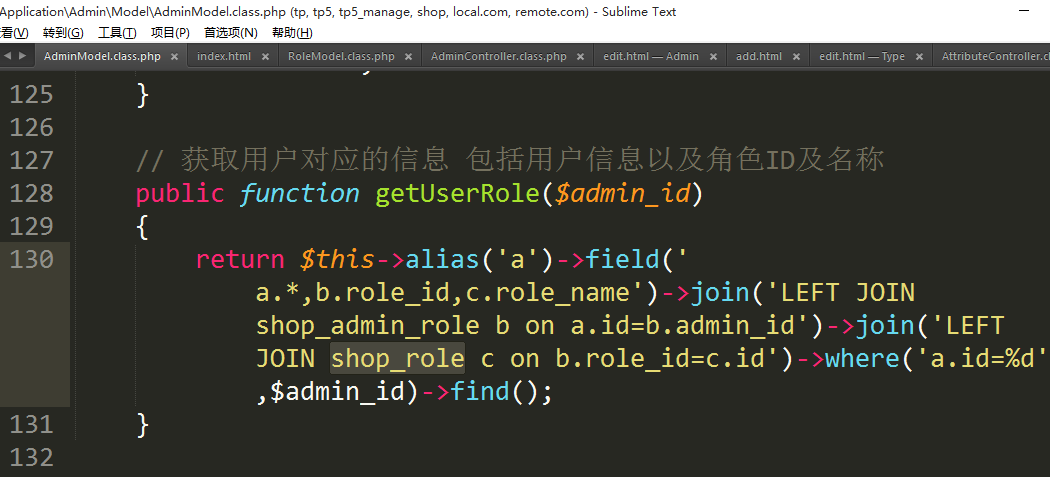 Application\Admin\Model\AdminModel.class.php (tp, tp5, tp5_manage, shop, local.com, remote.com) - Sublime Text
看(V) 转到(G) 工具(T) 项目(P) 首选项(N) 帮助(H)
AdminModel.class.php × index.html × RoleModel.class.php × AdminController.class.php × edit.html — Admin × add.html × edit.html — Type × AttributeController.cl
125 }
126
127 // 获取用户对应的信息 包括用户信息以及角色ID及名称
128 public function getUserRole($admin_id)
129 {
130 return $this->alias('a')->field('
a.*,b.role_id,c.role_name')->join('LEFT JOIN
shop_admin_role b on a.id=b.admin_id')->join('LEFT
JOIN shop_role c on b.role_id=c.id')->where('a.id=%d'
,$admin_id)->find();
131 }
132